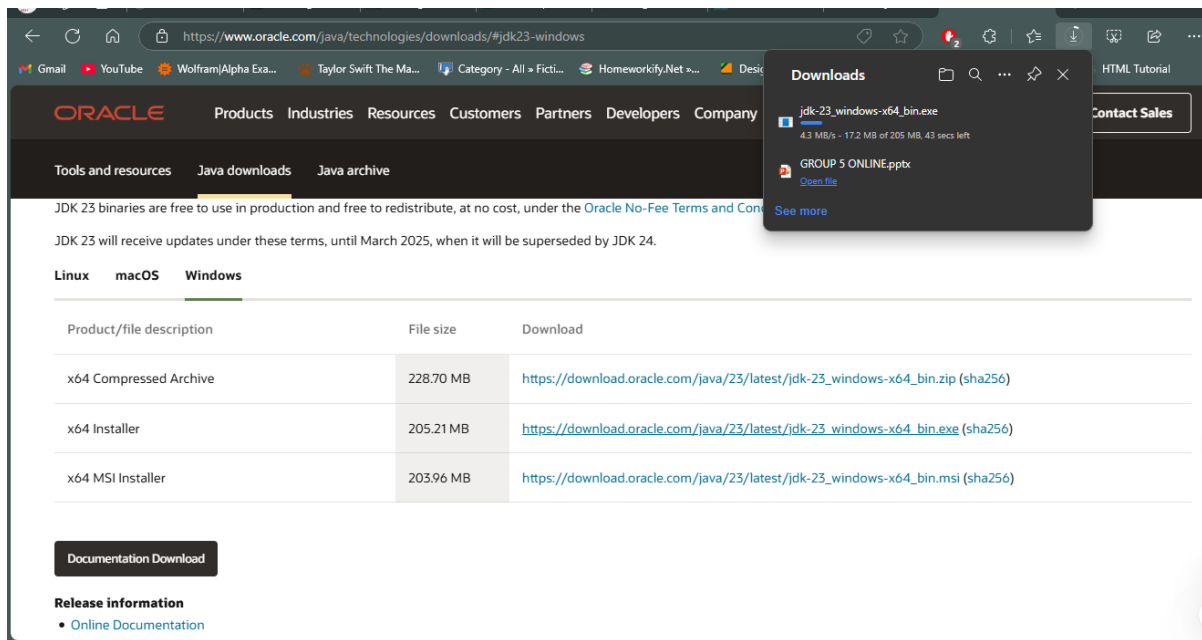 https://www.oracle.com/java/technologies/downloads/#jdk23-windows
2
Gmail YouTube Wolfram|Alpha Exa... Taylor Swift The Ma... Category - All » Ficti... Homeworkify.Net »... Desig HTML Tutorial
Downloads
jdk-23_windows-x64_bin.exe
4.3 MB/s - 17.2 MB of 205 MB, 43 secs left
GROUP 5 ONLINE.pptx
Open file
See more
ORACLE Products Industries Resources Customers Partners Developers Company Contact Sales
Tools and resources Java downloads Java archive
JDK 23 binaries are free to use in production and free to redistribute, at no cost, under the Oracle No-Fee Terms and Con
JDK 23 will receive updates under these terms, until March 2025, when it will be superseded by JDK 24.
Linux macOS Windows
Product/file description File size Download
x64 Compressed Archive 228.70 MB https://download.oracle.com/java/23/latest/jdk-23_windows-x64_bin.zip (sha256)
x64 Installer 205.21 MB https://download.oracle.com/java/23/latest/jdk-23_windows-x64_bin.exe (sha256)
x64 MSI Installer 203.96 MB https://download.oracle.com/java/23/latest/jdk-23_windows-x64_bin.msi (sha256)
Documentation Download
Release information
• Online Documentation